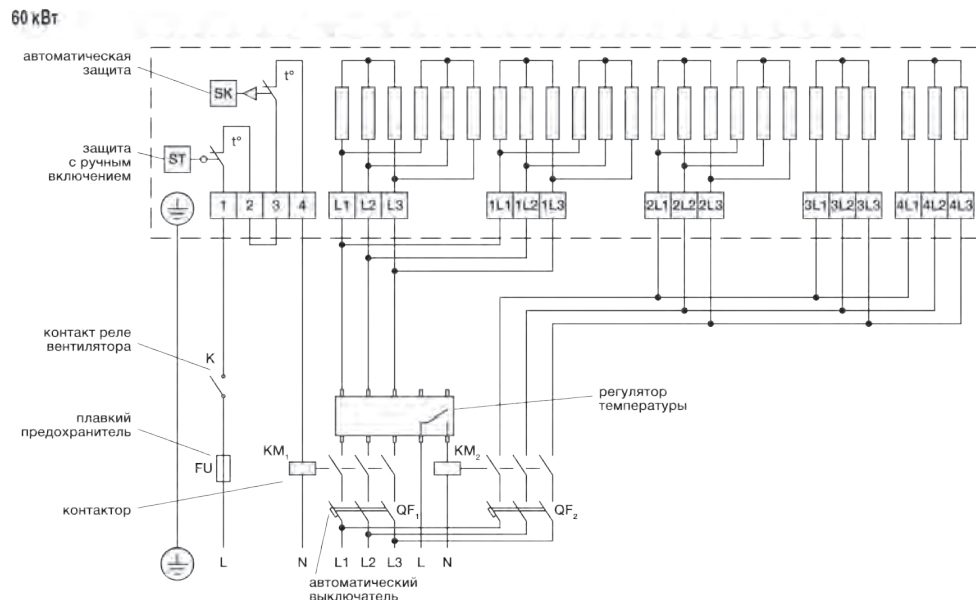 60 кВт
автоматическая
защита
SK
t°
защита
с ручным
включением
ST
t°
1 2 3 4
L1 L2 L3
1L1 1L2 1L3
2L1 2L2 2L3
3L1 3L2 3L3
4L1 4L2 4L3
контакт реле
вентилятора
K
регулятор
температуры
плавкий
предохранитель
FU
KM₁
KM₂
контактор
QF₁
QF₂
L N L1 L2 L3 L N
автоматический
выключатель